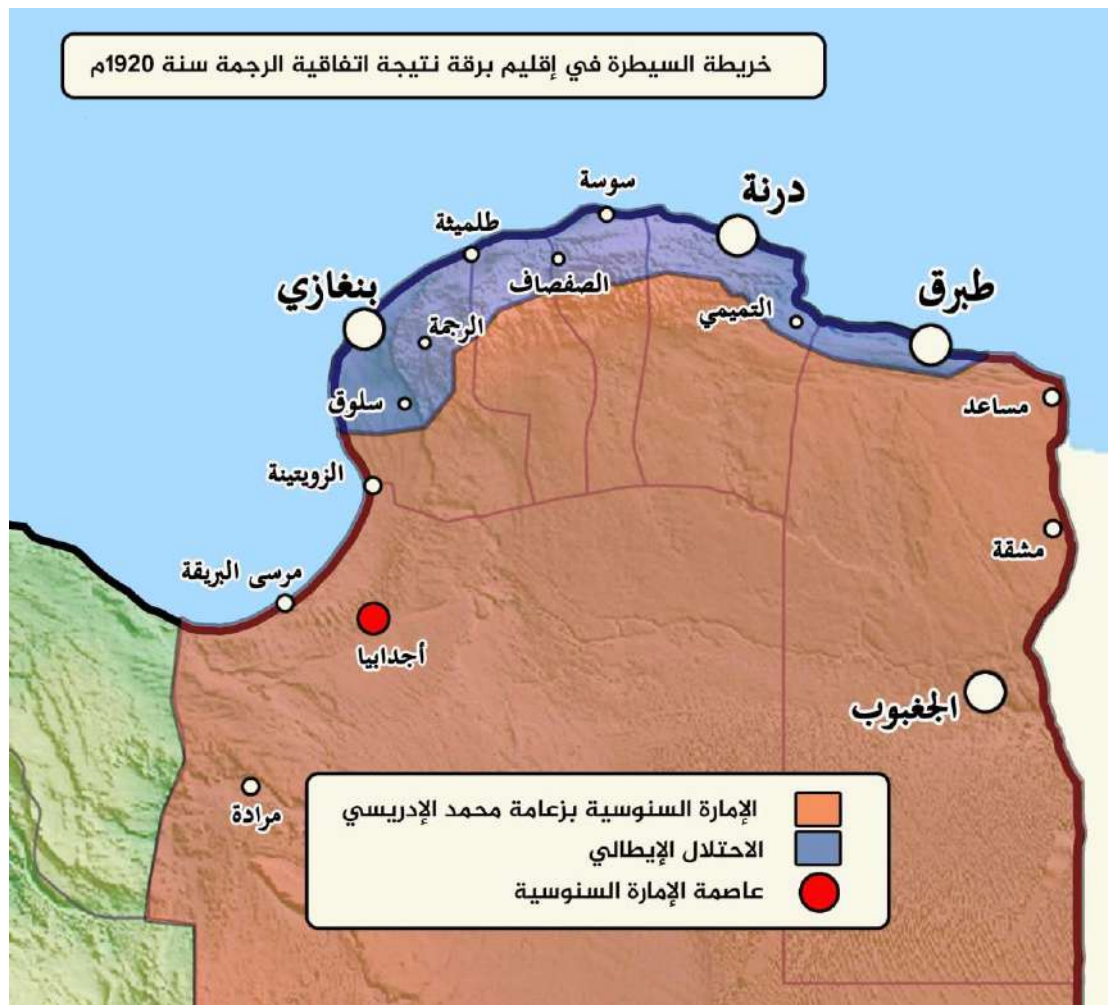 خريطة السيطرة في إقليم برقة نتيجة اتفاقية الرجمة سنة 1920م
سوسة
درنة
طلميثة
الصفصاف
بنغازي
طبرق
التميمي
الرجمة
سلوق
مساعد
الزويتينة
مشقة
مرسى البريقة
أجدابيا
الجغبوب
مرادة
الإمارة السنوسية بزعامة محمد الإدريسي
الاحتلال الإيطالي
عاصمة الإمارة السنوسية